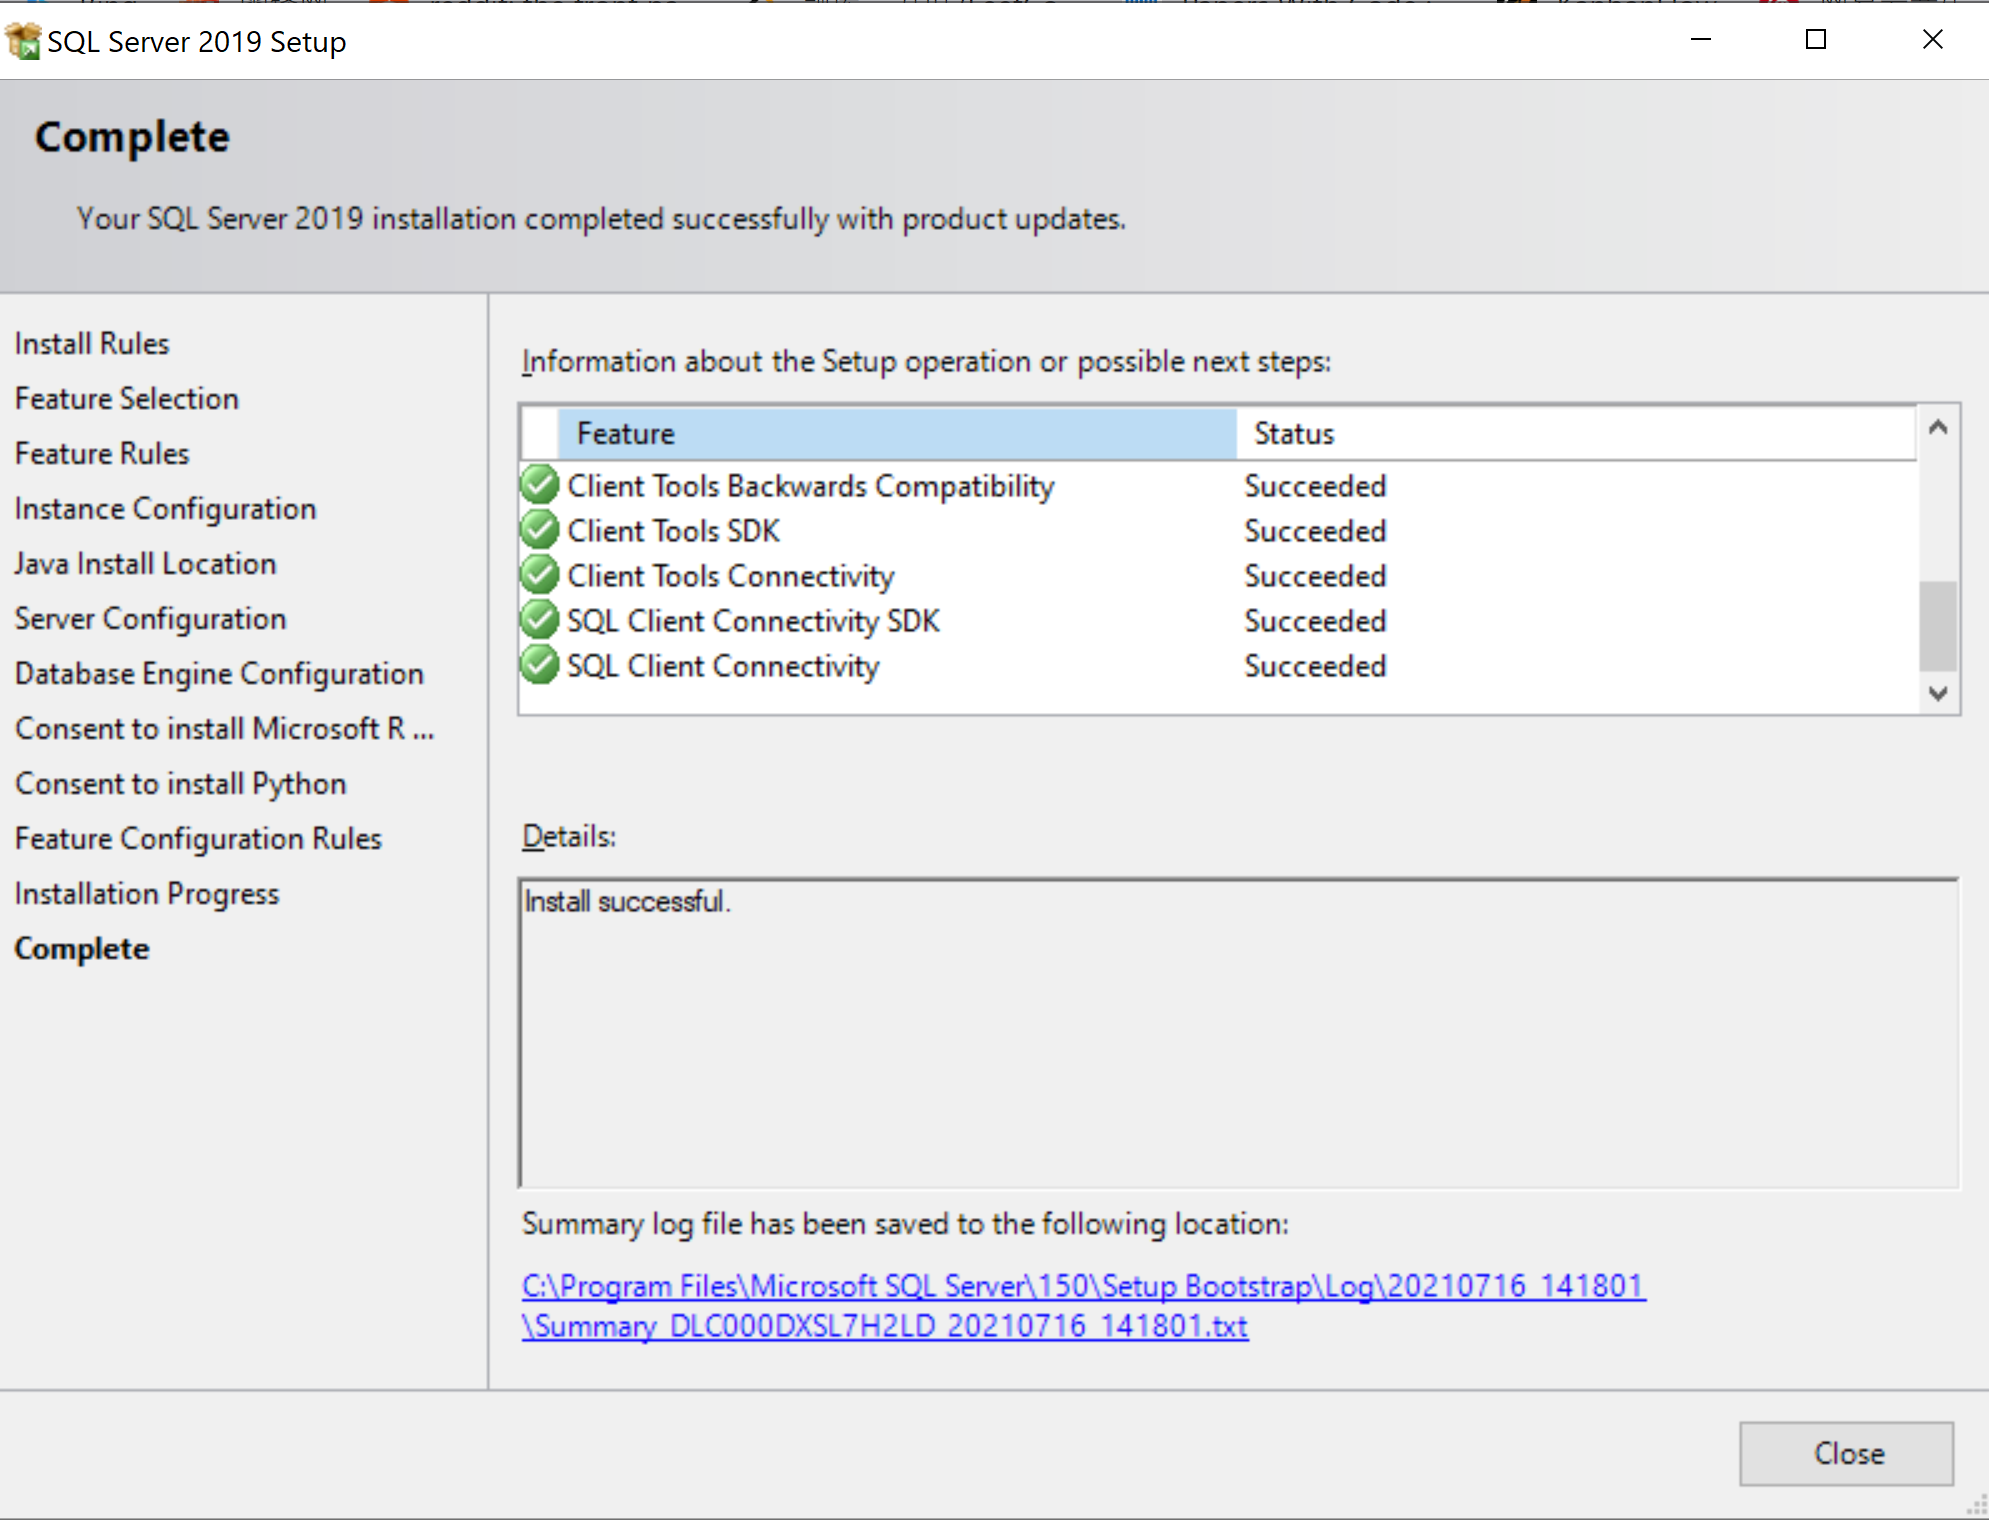 SQL Server 2019 Setup
Complete
Your SQL Server 2019 installation completed successfully with product updates.
Install Rules
Feature Selection
Feature Rules
Instance Configuration
Java Install Location
Server Configuration
Database Engine Configuration
Consent to install Microsoft R ...
Consent to install Python
Feature Configuration Rules
Installation Progress
Complete
Information about the Setup operation or possible next steps:
Feature Status
Client Tools Backwards Compatibility Succeeded
Client Tools SDK Succeeded
Client Tools Connectivity Succeeded
SQL Client Connectivity SDK Succeeded
SQL Client Connectivity Succeeded
Details:
Install successful.
Summary log file has been saved to the following location:
C:\Program Files\Microsoft SQL Server\150\Setup Bootstrap\Log\20210716_141801
\Summary_DLC000DXSL7H2LD_20210716_141801.txt
Close